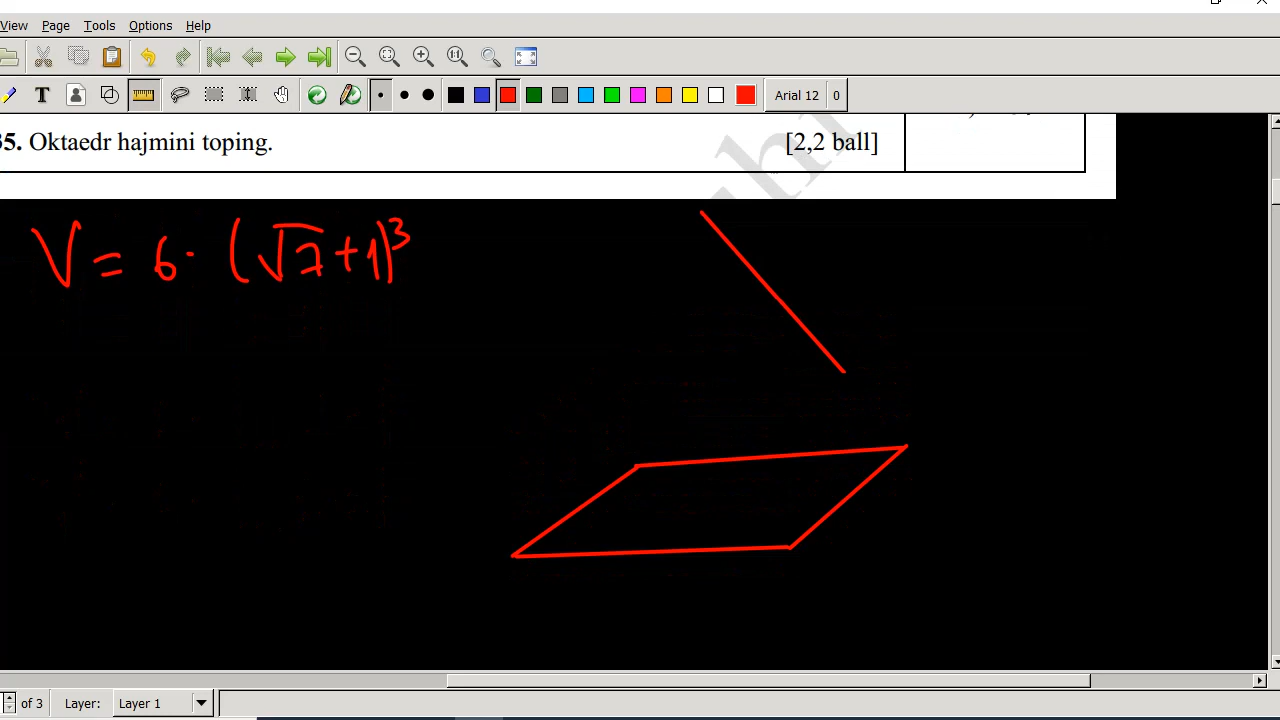 View Page Tools Options Help
T Arial 12 0
35. Oktaedr hajmini toping. [2,2 ball]
V = 6 · (√7+1)³
of 3 Layer: Layer 1